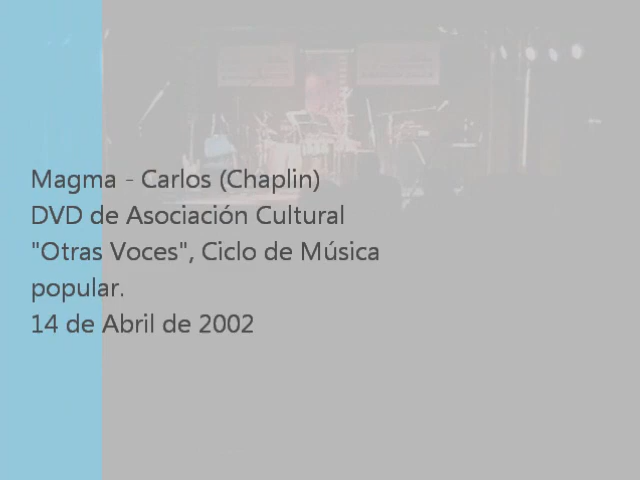 Magma - Carlos (Chaplin)
DVD de Asociación Cultural
"Otras Voces", Ciclo de Música
popular.
14 de Abril de 2002